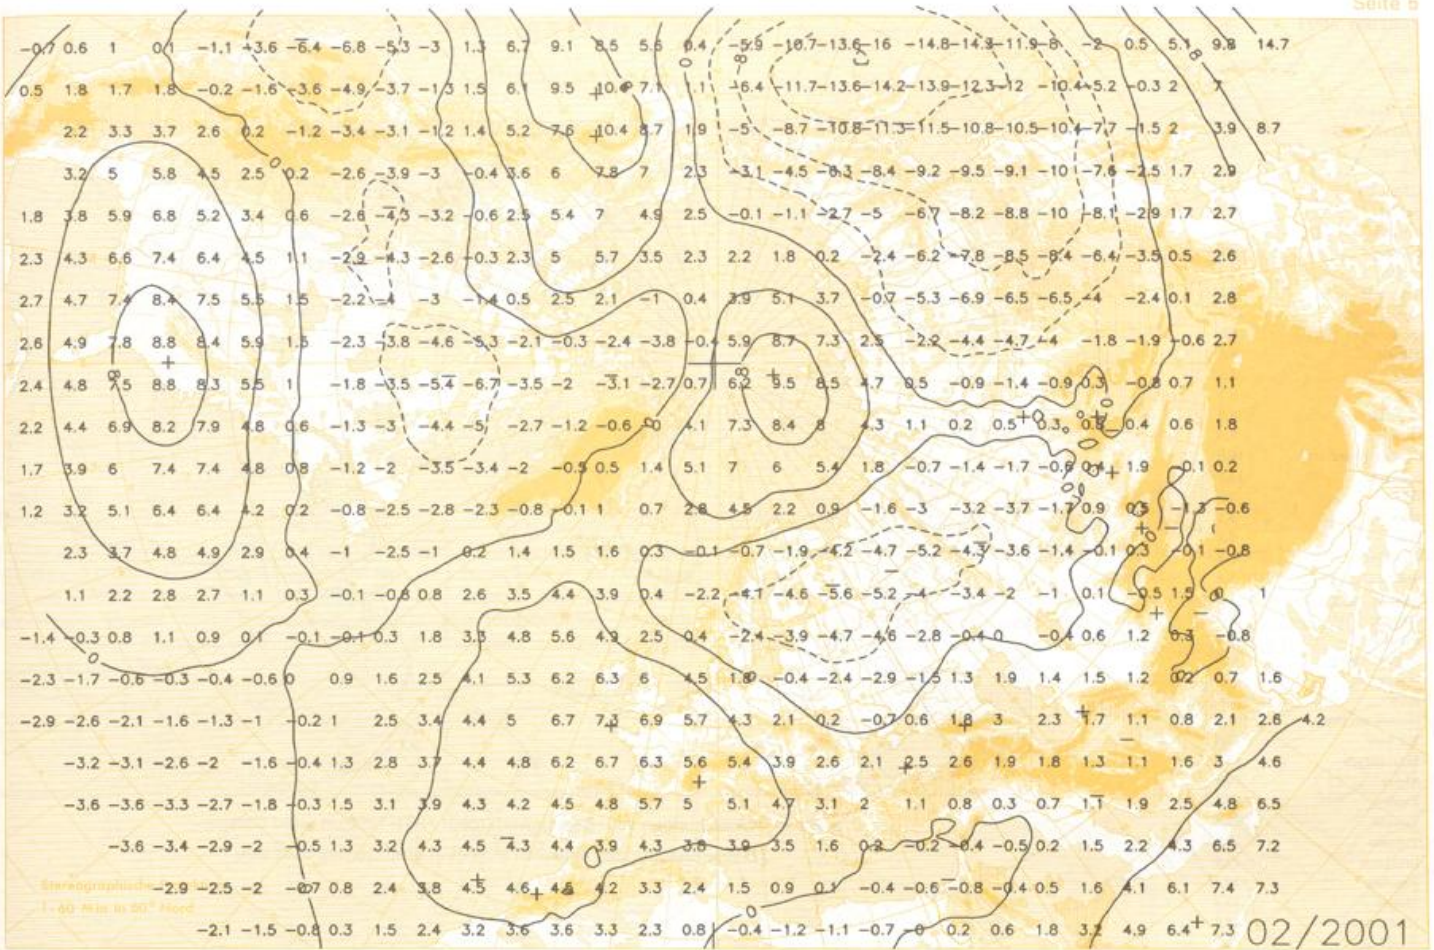 Seite 6
-0.7 0.6 1 0.1 -1.1 -3.6 -6.4 -6.8 -5.3 -3 1.3 6.7 9.1 8.5 5.6 0.4 -5.9 -10.7 -13.6 -16 -14.8 -14.3 -11.9 -8 -2 0.5 5.1 9.8 14.7
0.5 1.8 1.7 1.8 -0.2 -1.6 -3.6 -4.9 -3.7 -1.3 1.5 6.1 9.5 10.4 7.1 1.1 -6.4 -11.7 -13.6 -14.2 -13.9 -12.3 -12 -10.4 -5.2 -0.3 2 7
2.2 3.3 3.7 2.6 0.2 -1.2 -3.4 -3.1 -1.2 1.4 5.2 7.6 10.4 8.7 1.9 -5 -8.7 -10.8 -11.3 -11.5 -10.8 -10.5 -10.4 -7.7 -1.5 2 3.9 8.7
3.2 5 5.8 4.5 2.5 0.2 -2.6 -3.9 -3 -0.4 3.6 6 7.8 7 2.3 -3.1 -4.5 -6.3 -8.4 -9.2 -9.5 -9.1 -10 -7.6 -2.5 1.7 2.9
1.8 3.8 5.9 6.8 5.2 3.4 0.6 -2.6 -4.3 -3.2 -0.6 2.5 5.4 7 4.9 2.5 -0.1 -1.1 -2.7 -5 -6.7 -8.2 -8.8 -10 -8.1 -2.9 1.7 2.7
2.3 4.3 6.6 7.4 6.4 4.5 1.1 -2.9 -4.3 -2.6 -0.3 2.3 5 5.7 3.5 2.3 2.2 1.8 0.2 -2.4 -6.2 -7.8 -8.5 -8.4 -6.4 -3.5 0.5 2.6
2.7 4.7 7.4 8.4 7.5 5.5 1.5 -2.2 -4 -3 -1.4 0.5 2.5 2.1 -1 0.4 3.9 5.1 3.7 -0.7 -5.3 -6.9 -6.5 -6.5 -4 -2.4 0.1 2.8
2.6 4.9 7.8 8.8 8.4 5.9 1.5 -2.3 -3.8 -4.6 -5.3 -2.1 -0.3 -2.4 -3.8 -0.4 5.9 8.7 7.3 2.5 -2.2 -4.4 -4.7 -4 -1.8 -1.9 -0.6 2.7
2.4 4.8 7.5 8.8 8.3 5.5 1 -1.8 -3.5 -5.4 -6.7 -3.5 -2 -3.1 -2.7 0.7 6.2 9.5 8.5 4.7 0.5 -0.9 -1.4 -0.9 0.3 -0.8 0.7 1.1
2.2 4.4 6.9 8.2 7.9 4.8 0.6 -1.3 -3 -4.4 -5 -2.7 -1.2 -0.6 0 4.1 7.3 8.4 8 4.3 1.1 0.2 0.5 0.3 0.8 0.4 0.6 1.8
1.7 3.9 6 7.4 7.4 4.8 0.8 -1.2 -2 -3.5 -3.4 -2 -0.5 0.5 1.4 5.1 7 6 5.4 1.8 -0.7 -1.4 -1.7 -0.6 0.4 1.9 -0.1 0.2
1.2 3.2 5.1 6.4 6.4 4.2 0.2 -0.8 -2.5 -2.8 -2.3 -0.8 -0.1 1 0.7 2.8 4.5 2.2 0.9 -1.6 -3 -3.2 -3.7 -1.7 0.9 0.5 -1.3 -0.6
2.3 3.7 4.8 4.9 2.9 0.4 -1 -2.5 -1 0.2 1.4 1.5 1.6 0.3 -0.1 -0.7 -1.9 -4.2 -4.7 -5.2 -4.3 -3.6 -1.4 -0.1 0.3 -0.1 -0.8
1.1 2.2 2.8 2.7 1.1 0.3 -0.1 -0.8 0.8 2.6 3.5 4.4 3.9 0.4 -2.2 -4.1 -4.6 -5.6 -5.2 -4 -3.4 -2 -1 0.1 -0.5 1.5 0 1
-1.4 -0.3 0.8 1.1 0.9 0.1 -0.1 -0.1 0.3 1.8 3.3 4.8 5.6 4.9 2.5 0.4 -2.4 -3.9 -4.7 -4.6 -2.8 -0.4 0 -0.4 0.6 1.2 0.3 -0.8
-2.3 -1.7 -0.6 -0.3 -0.4 -0.6 0 0.9 1.6 2.5 4.1 5.3 6.2 6.3 6 4.5 1.8 -0.4 -2.4 -2.9 -1.5 1.3 1.9 1.4 1.5 1.2 0.2 0.7 1.6
-2.9 -2.6 -2.1 -1.6 -1.3 -1 -0.2 1 2.5 3.4 4.4 5 6.7 7.3 6.9 5.7 4.3 2.1 0.2 -0.7 0.6 1.8 3 2.3 1.7 1.1 0.8 2.1 2.8 4.2
-3.2 -3.1 -2.6 -2 -1.6 -0.4 1.3 2.8 3.7 4.4 4.8 6.2 6.7 6.3 5.6 5.4 3.9 2.6 2.1 2.5 2.6 1.9 1.8 1.3 1.1 1.6 3 4.6
-3.6 -3.6 -3.3 -2.7 -1.8 -0.3 1.5 3.1 3.9 4.3 4.2 4.5 4.8 5.7 5 5.1 4.7 3.1 2 1.1 0.8 0.3 0.7 1.1 1.9 2.5 4.8 6.5
-3.6 -3.4 -2.9 -2 -0.5 1.3 3.2 4.3 4.5 4.3 4.4 3.9 4.3 3.8 3.9 3.5 1.6 0.2 -0.2 -0.4 -0.5 0.2 1.5 2.2 4.3 6.5 7.2
Stereographische
-2.9 -2.5 -2 -0.7 0.8 2.4 3.8 4.5 4.6 4.5 4.2 3.3 2.4 1.5 0.9 0.1 -0.4 -0.6 -0.8 -0.4 0.5 1.6 4.1 6.1 7.4 7.3
1:60 Mill. in 60° Nord
-2.1 -1.5 -0.8 0.3 1.5 2.4 3.2 3.6 3.6 3.3 2.3 0.8 -0.4 -1.2 -1.1 -0.7 -0 0.2 0.6 1.8 3.2 4.9 6.4 7.3
02/2001